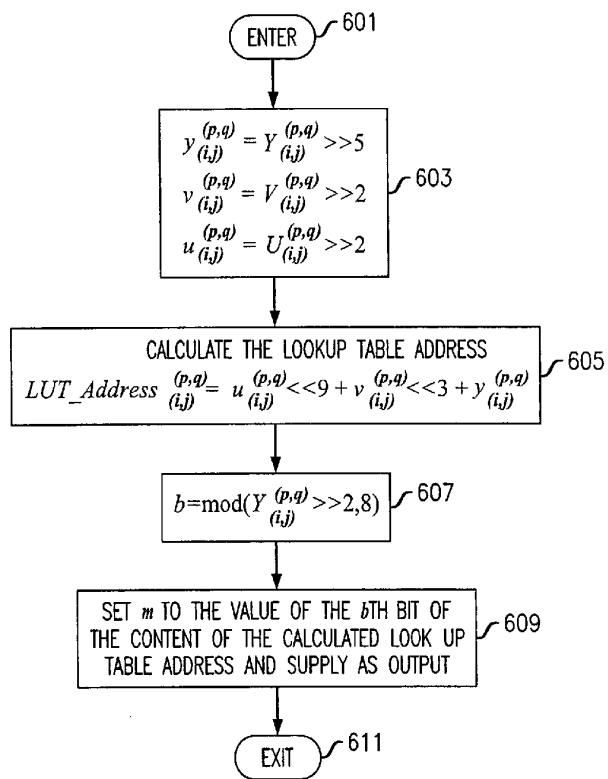 ENTER 601
y(i,j)^(p,q) = Y(i,j)^(p,q) >>5
v(i,j)^(p,q) = V(i,j)^(p,q) >>2
u(i,j)^(p,q) = U(i,j)^(p,q) >>2
603
CALCULATE THE LOOKUP TABLE ADDRESS
LUT_Address(i,j)^(p,q) = u(i,j)^(p,q) <<9 + v(i,j)^(p,q) <<3 + y(i,j)^(p,q)
605
b=mod(Y(i,j)^(p,q) >>2,8)
607
SET m TO THE VALUE OF THE bTH BIT OF
THE CONTENT OF THE CALCULATED LOOK UP
TABLE ADDRESS AND SUPPLY AS OUTPUT
609
EXIT 611